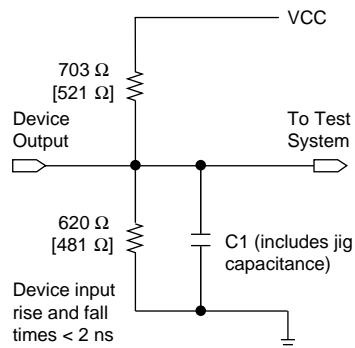 VCC
703 Ω
[521 Ω]
Device
Output
To Test
System
620 Ω
[481 Ω]
C1 (includes jig
capacitance)
Device input
rise and fall
times < 2 ns